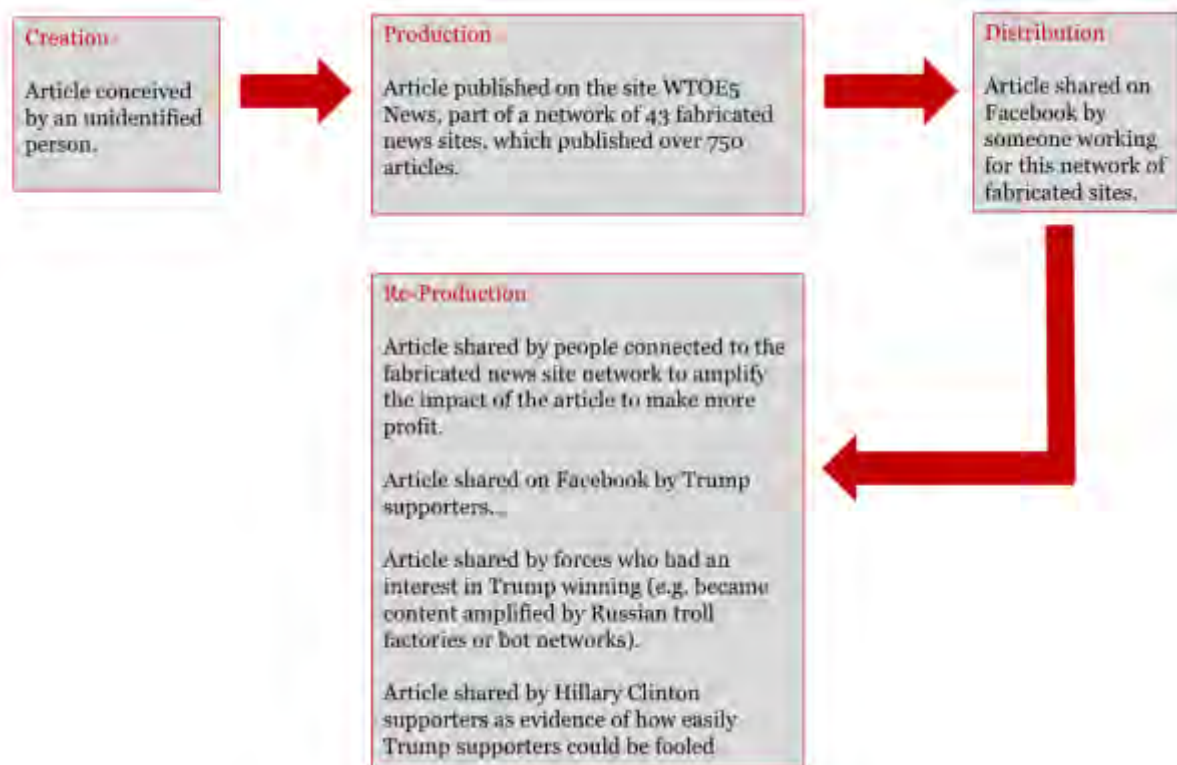 Creation
Article conceived
by an unidentified
person.
Production
Article published on the site WTOE5
News, part of a network of 43 fabricated
news sites, which published over 750
articles.
Distribution
Article shared on
Facebook by
someone working
for this network of
fabricated sites.
Re-Production
Article shared by people connected to the
fabricated news site network to amplify
the impact of the article to make more
profit.
Article shared on Facebook by Trump
supporters.
Article shared by forces who had an
interest in Trump winning (e.g. became
content amplified by Russian troll
factories or bot networks).
Article shared by Hillary Clinton
supporters as evidence of how easily
Trump supporters could be fooled